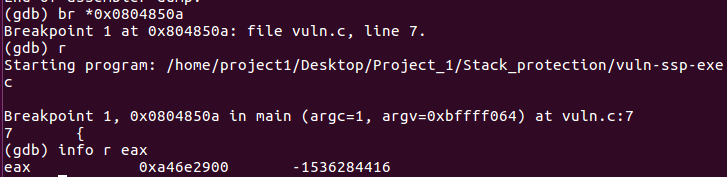 End of assembler dump.
(gdb) br *0x0804850a
Breakpoint 1 at 0x804850a: file vuln.c, line 7.
(gdb) r
Starting program: /home/project1/Desktop/Project_1/Stack_protection/vuln-ssp-exe
c
Breakpoint 1, 0x0804850a in main (argc=1, argv=0xbffff064) at vuln.c:7
7 {
(gdb) info r eax
eax 0xa46e2900 -1536284416